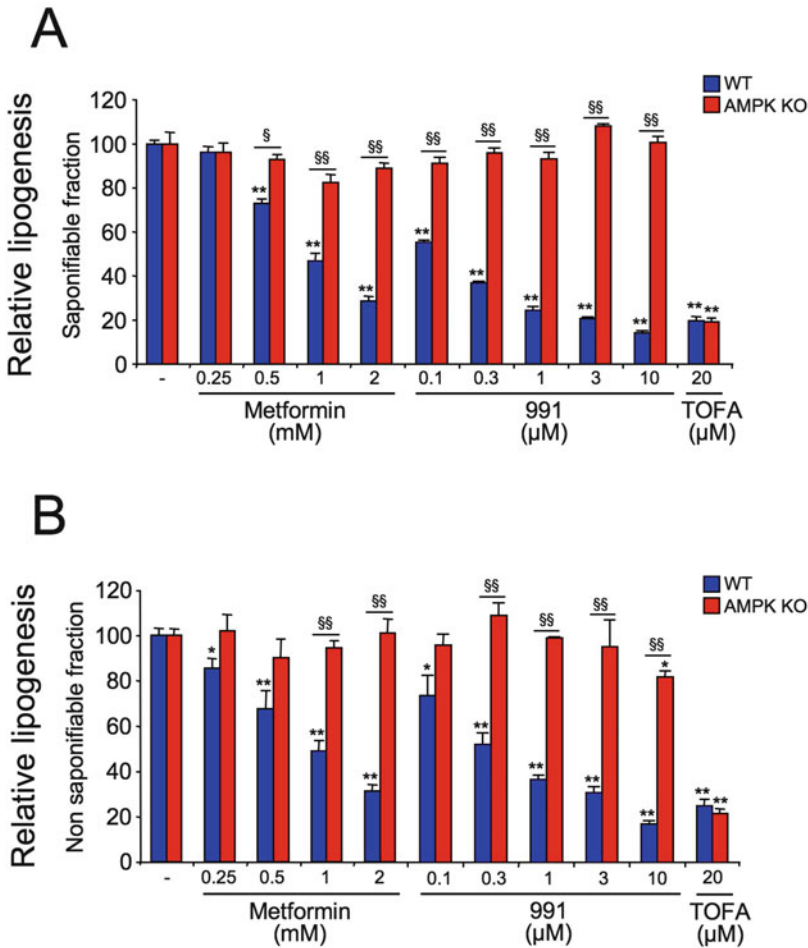 A
WT
AMPK KO
Relative lipogenesis
Saponifiable fraction
120
100
80
60
40
20
0
§
§§
§§
§§
§§
§§
§§
§§
**
**
**
**
**
**
**
**
** **
- 0.25 0.5 1 2 0.1 0.3 1 3 10 20
Metformin (mM)
991 (µM)
TOFA (µM)
B
WT
AMPK KO
Relative lipogenesis
Non saponifiable fraction
120
100
80
60
40
20
0
§§
§§
§§
§§
§§
§§
*
**
**
**
*
**
**
**
**
*
** **
- 0.25 0.5 1 2 0.1 0.3 1 3 10 20
Metformin (mM)
991 (µM)
TOFA (µM)